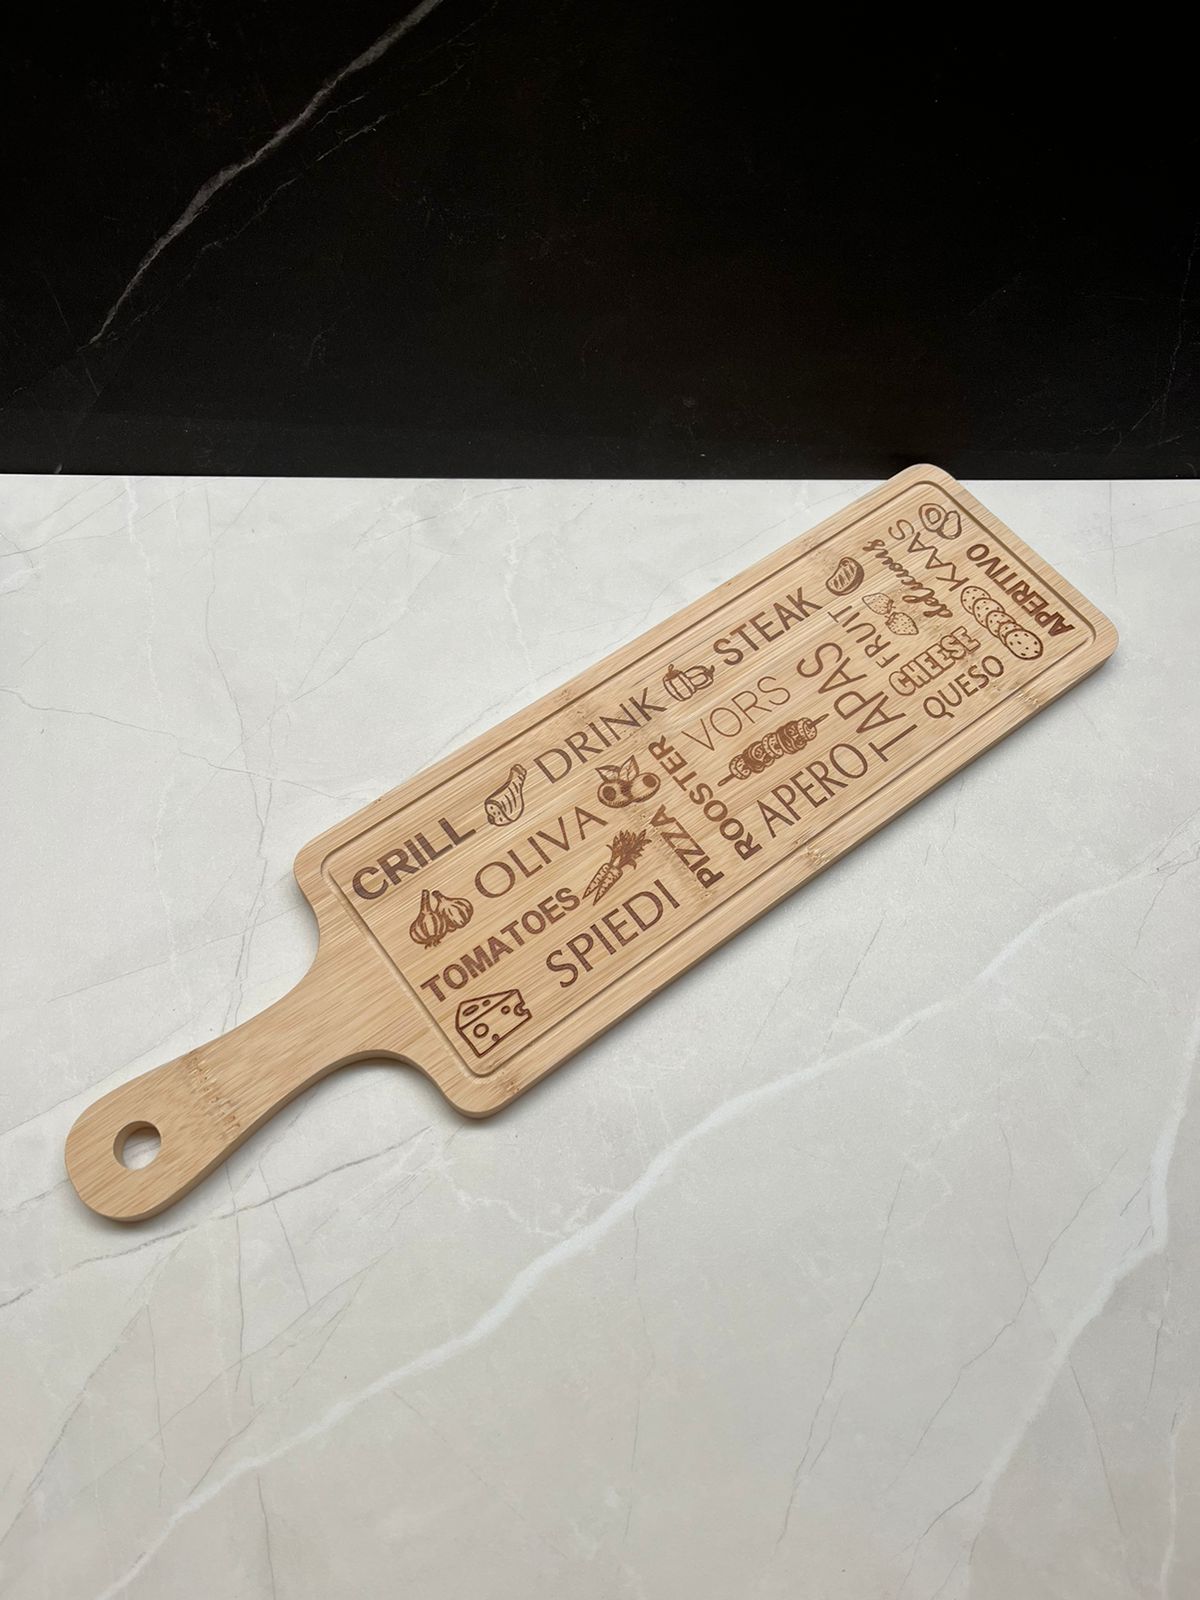 CRILL
DRINK
STEAK
OLIVA
VORS
TOMATOES
SPIEDI
PIZZA
ROOSTER
APERO
TAPAS
FRUIT
delicious
KAAS
CHEESE
QUESO
APERITIVO